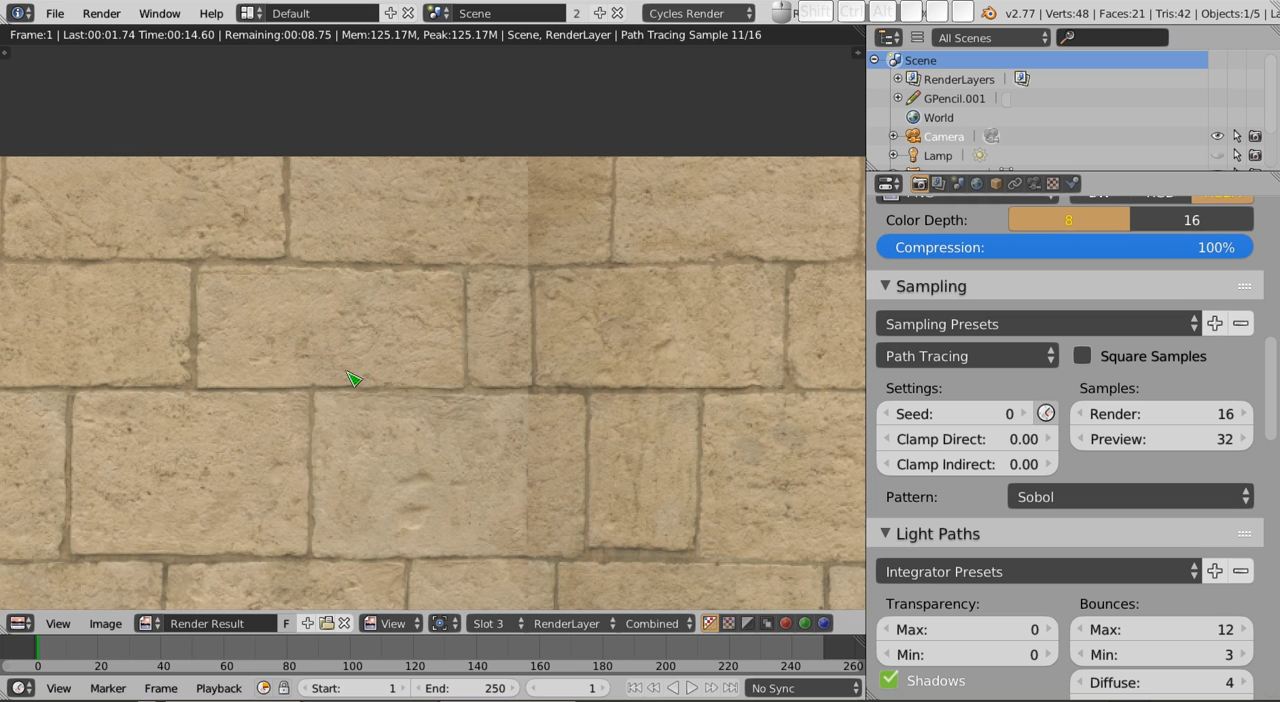 File Render Window Help Default Scene 2 Cycles Render Shift Ctrl Alt v2.77 | Verts:48 | Faces:21 | Tris:42 | Objects:1/5 |
Frame:1 | Last:00:01.74 Time:00:14.60 | Remaining:00:08.75 | Mem:125.17M, Peak:125.17M | Scene, RenderLayer | Path Tracing Sample 11/16
All Scenes
Scene
RenderLayers
GPencil.001
World
Camera
Lamp
Color Depth: 8 16
Compression: 100%
Sampling
Sampling Presets
Path Tracing Square Samples
Settings: Samples:
Seed: 0 Render: 16
Clamp Direct: 0.00 Preview: 32
Clamp Indirect: 0.00
Pattern: Sobol
Light Paths
Integrator Presets
Transparency: Bounces:
Max: 0 Max: 12
Min: 0 Min: 3
Shadows Diffuse: 4
View Image Render Result F View Slot 3 RenderLayer Combined
0 20 40 60 80 100 120 140 160 180 200 220 240 260
View Marker Frame Playback Start: 1 End: 250 1 No Sync